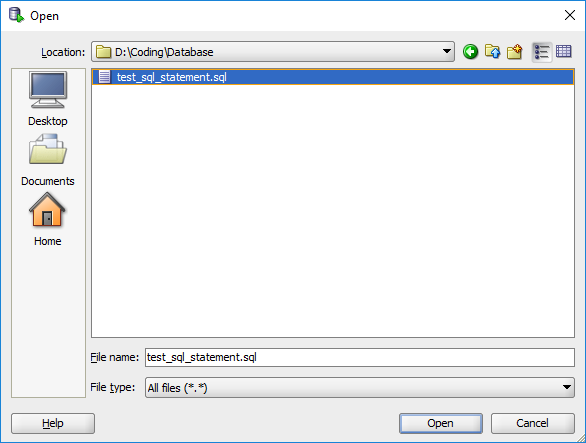 Open
Location: D:\Coding\Database
test_sql_statement.sql
Desktop
Documents
Home
File name: test_sql_statement.sql
File type: All files (*.*)
Help Open Cancel